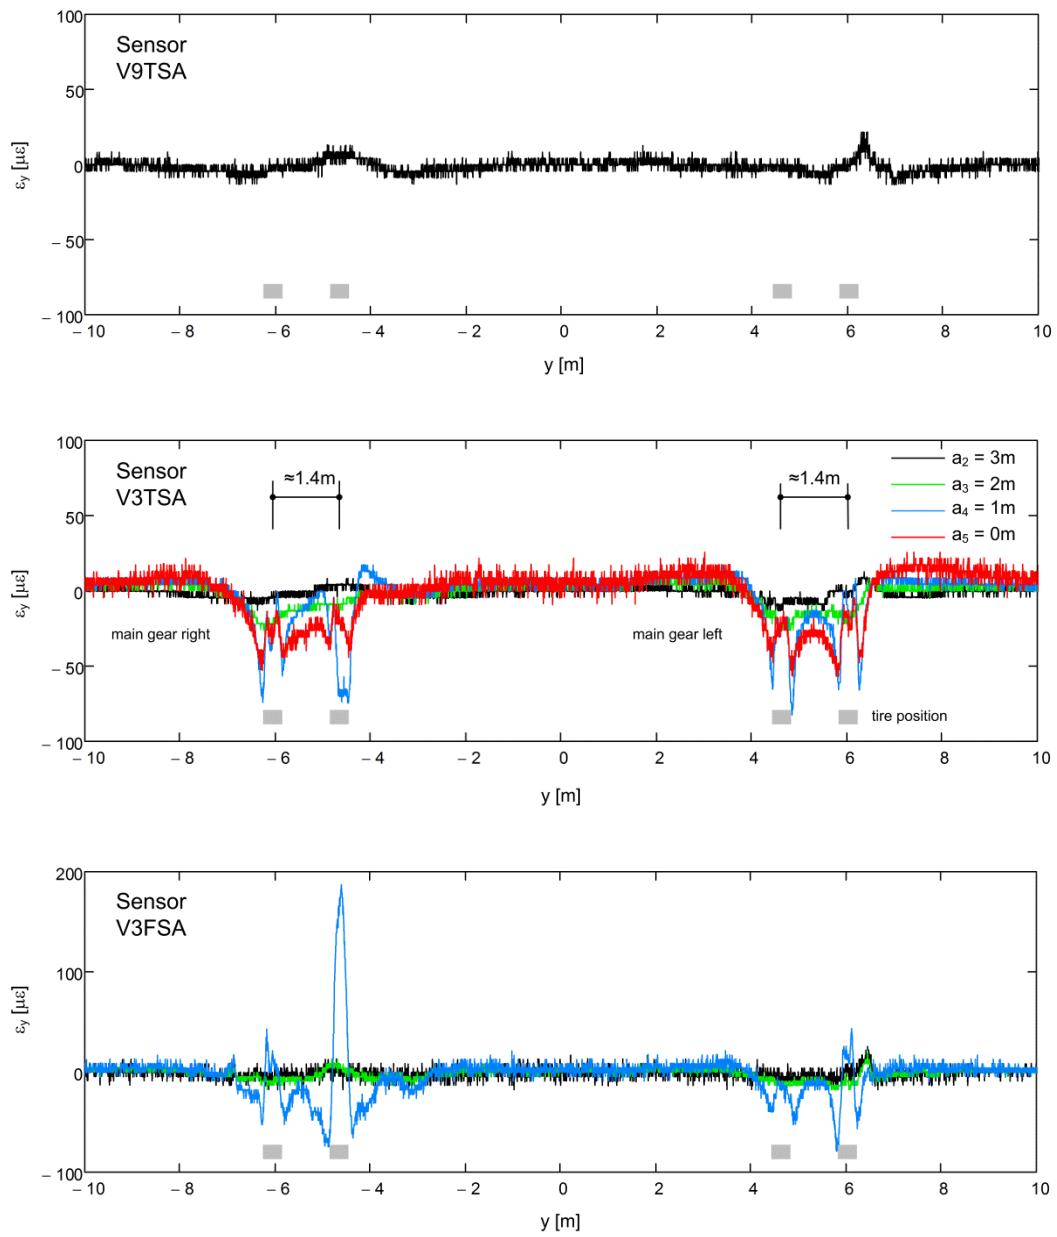 100
Sensor
V9TSA
50
εy [με]
0
– 50
– 100
– 10
– 8
– 6
– 4
– 2
0
2
4
6
8
10
y [m]
100
Sensor
V3TSA
≈1.4m
≈1.4m
a2 = 3m
a3 = 2m
a4 = 1m
a5 = 0m
50
εy [με]
0
main gear right
main gear left
– 50
tire position
– 100
– 10
– 8
– 6
– 4
– 2
0
2
4
6
8
10
y [m]
200
Sensor
V3FSA
100
εy [με]
0
– 100
– 10
– 8
– 6
– 4
– 2
0
2
4
6
8
10
y [m]